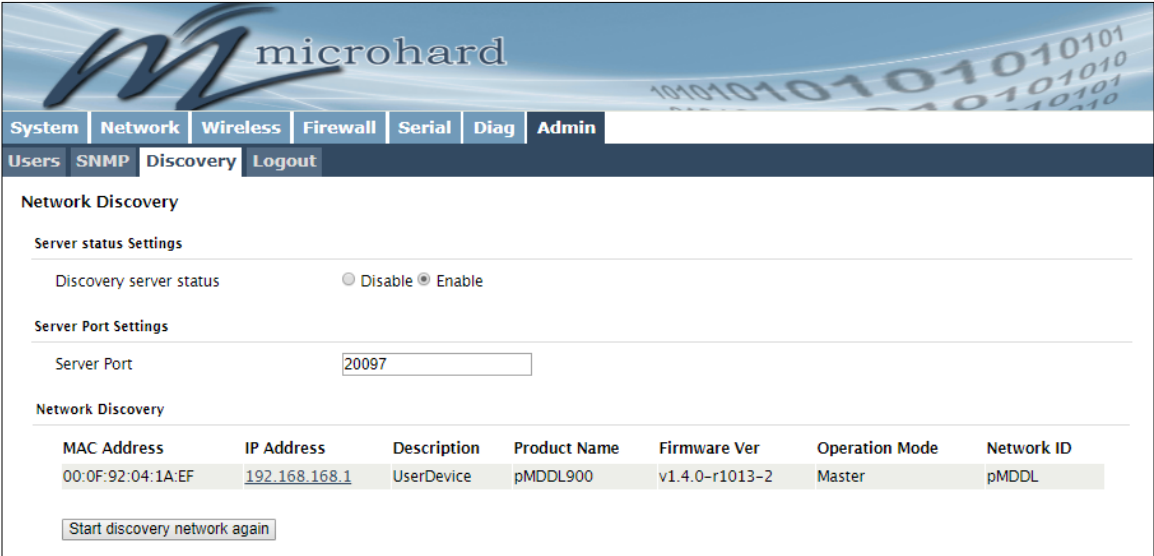 microhard
101010101010101
System Network Wireless Firewall Serial Diag Admin
Users SNMP Discovery Logout
Network Discovery
Server status Settings
Discovery server status Disable Enable
Server Port Settings
Server Port 20097
Network Discovery
MAC Address IP Address Description Product Name Firmware Ver Operation Mode Network ID
00:0F:92:04:1A:EF 192.168.168.1 UserDevice pMDDL900 v1.4.0-r1013-2 Master pMDDL
Start discovery network again